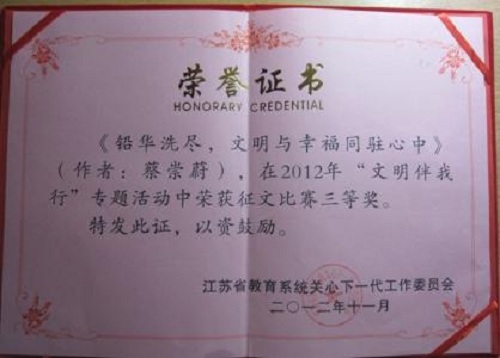 荣誉证书
HONORARY CREDENTIAL
《铅华洗尽，文明与幸福同驻心中》
（作者：蔡崇蔚），在2012年“文明伴我
行”专题活动中荣获征文比赛三等奖。
特发此证，以资鼓励。
江苏省教育系统关心下一代工作委员会
二〇一二年十一月